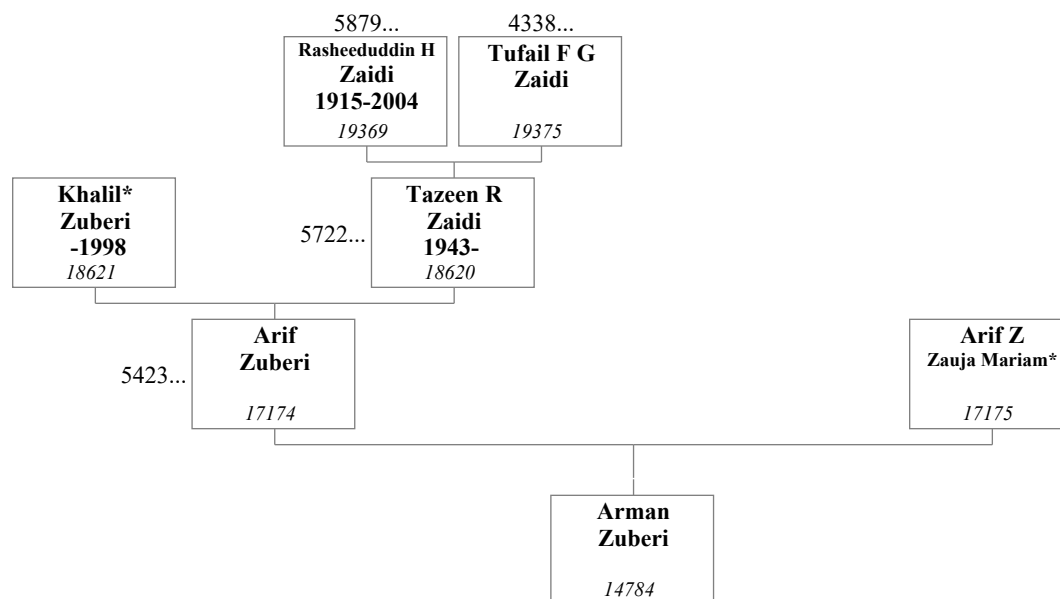 5879...
4338...
Rasheeduddin H
Zaidi
1915-2004
19369
Tufail F G
Zaidi
19375
Khalil*
Zuberi
-1998
18621
5722...
Tazeen R
Zaidi
1943-
18620
5423...
Arif
Zuberi
17174
Arif Z
Zauja Mariam*
17175
Arman
Zuberi
14784